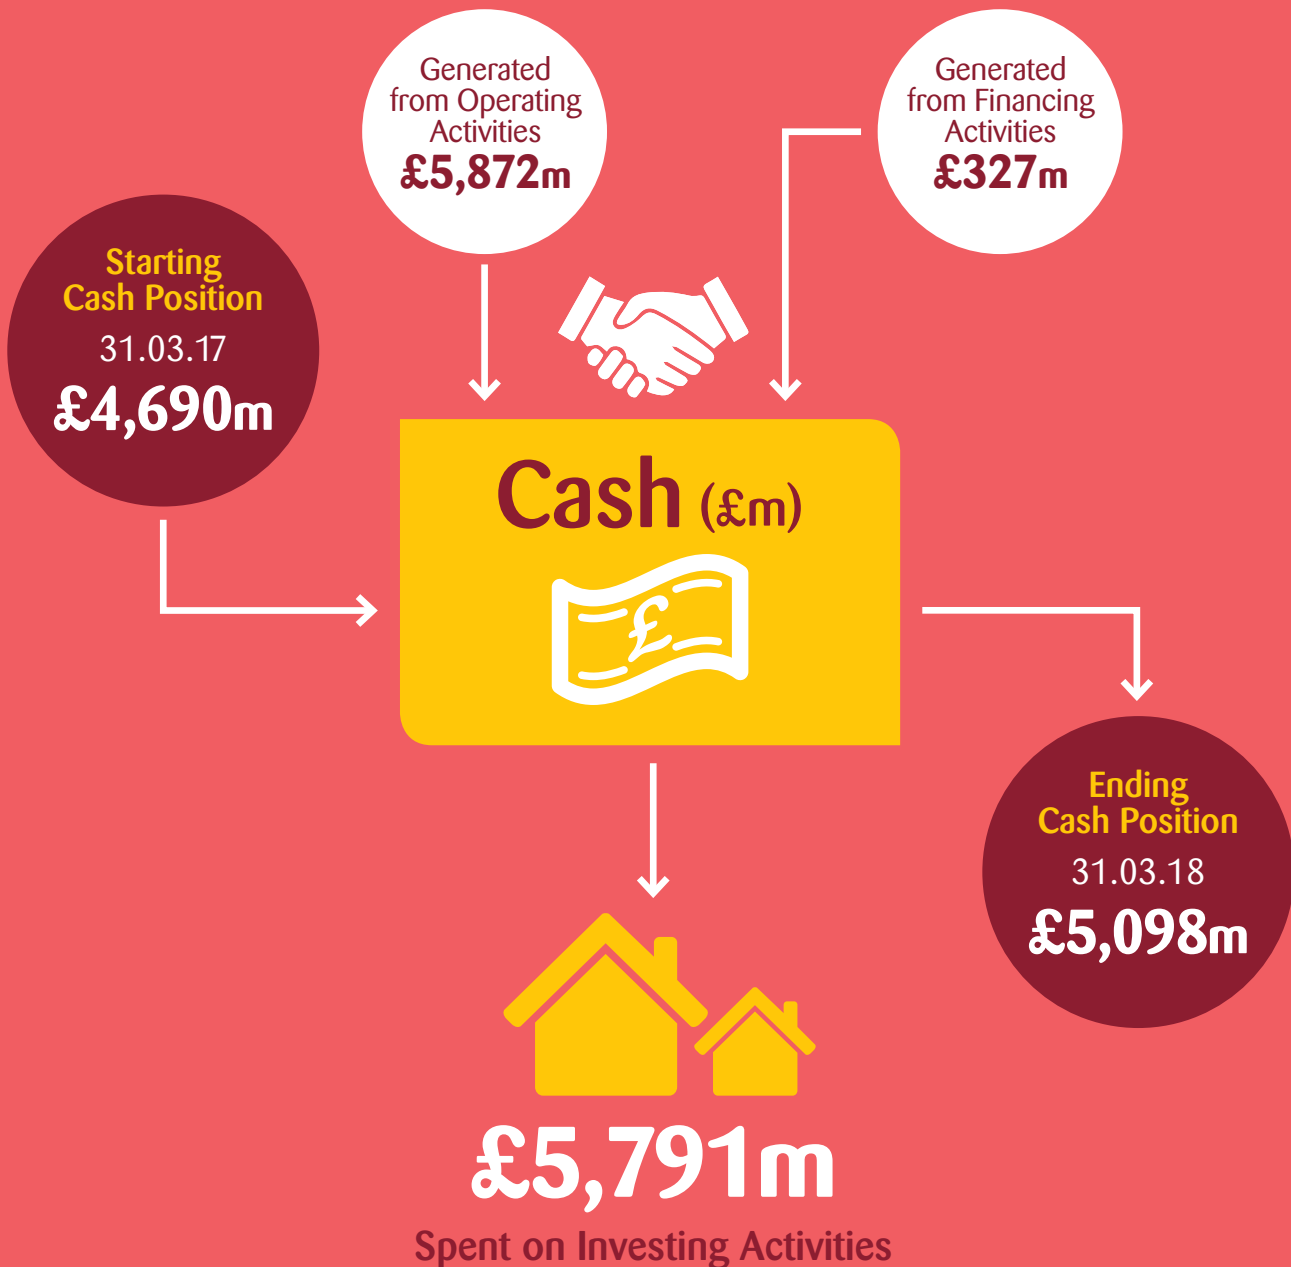 Generated
from Operating
Activities
£5,872m
Generated
from Financing
Activities
£327m
Starting
Cash Position
31.03.17
£4,690m
Cash (£m)
£
Ending
Cash Position
31.03.18
£5,098m
£5,791m
Spent on Investing Activities